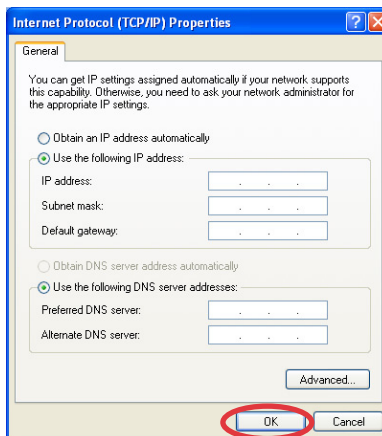 Internet Protocol (TCP/IP) Properties
General
You can get IP settings assigned automatically if your network supports
this capability. Otherwise, you need to ask your network administrator for
the appropriate IP settings.
Obtain an IP address automatically
Use the following IP address:
IP address:
Subnet mask:
Default gateway:
Obtain DNS server address automatically
Use the following DNS server addresses:
Preferred DNS server:
Alternate DNS server:
Advanced...
OK Cancel